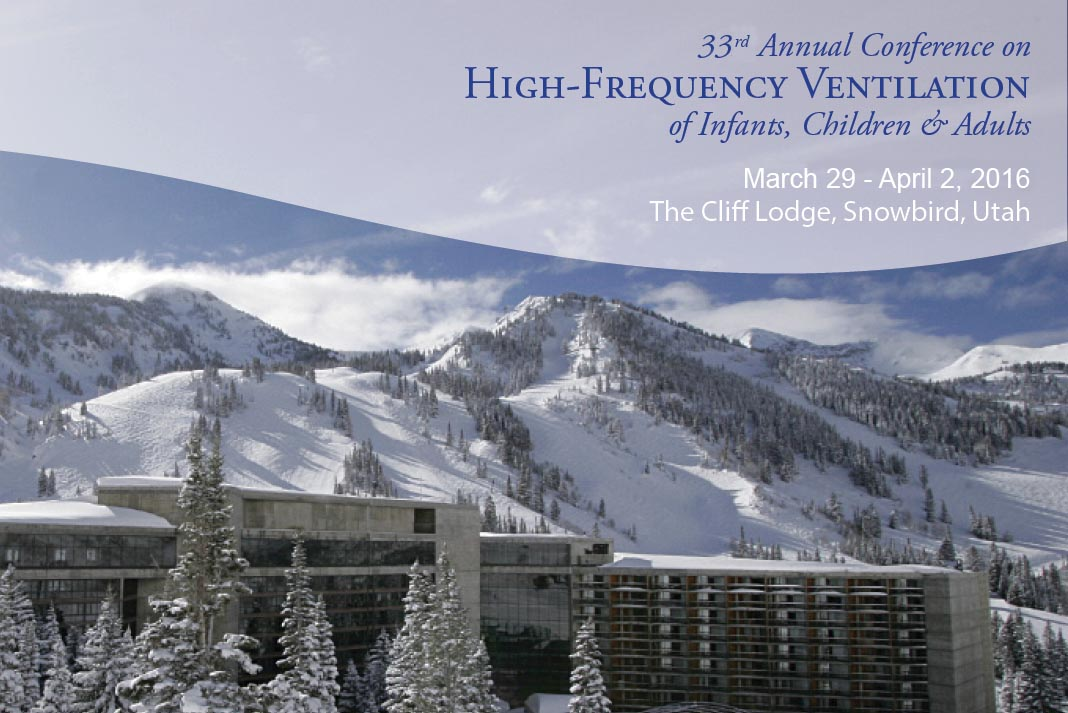 33rd Annual Conference on
High-Frequency Ventilation
of Infants, Children & Adults
March 29 - April 2, 2016
The Cliff Lodge, Snowbird, Utah